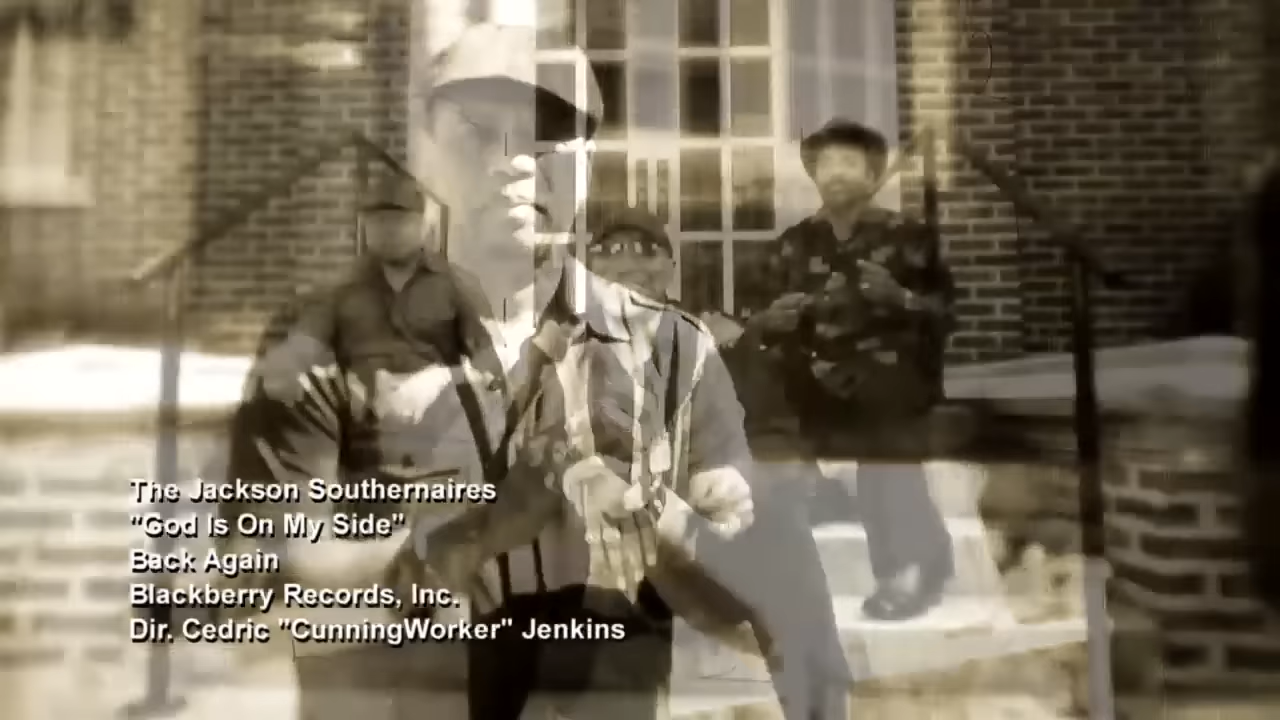 The Jackson Southernaires
"God Is On My Side"
Back Again
Blackberry Records, Inc.
Dir. Cedric "CunningWorker" Jenkins